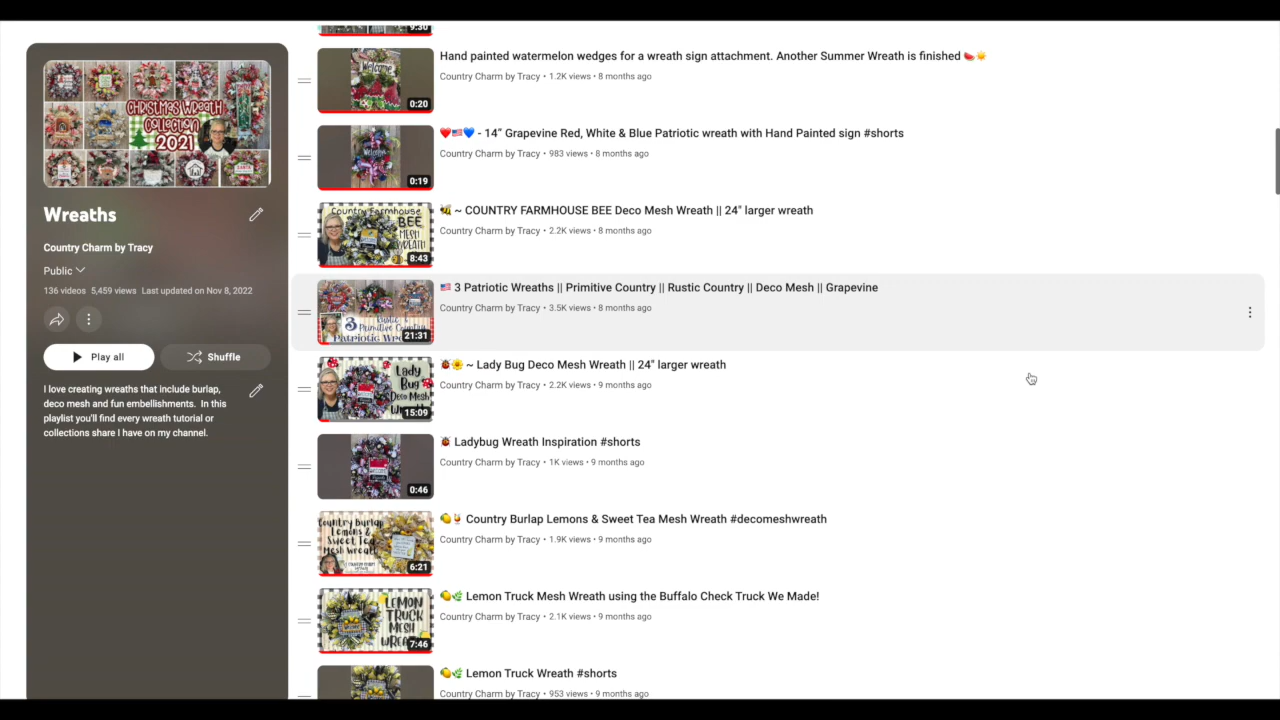 CHRISTMAS WREATH
COLLECTION
2021
Wreaths
Country Charm by Tracy
Public
136 videos 5,459 views Last updated on Nov 8, 2022
Play all
Shuffle
I love creating wreaths that include burlap,
deco mesh and fun embellishments. In this
playlist you'll find every wreath tutorial or
collections share I have on my channel.
9:30
Welcome
0:20
Hand painted watermelon wedges for a wreath sign attachment. Another Summer Wreath is finished 🍉☀️
Country Charm by Tracy • 1.2K views • 8 months ago
0:19
❤️🇺🇸💙 - 14” Grapevine Red, White & Blue Patriotic wreath with Hand Painted sign #shorts
Country Charm by Tracy • 983 views • 8 months ago
Country Farmhouse
BEE
MESH
WREATH
8:43
🐝 ~ COUNTRY FARMHOUSE BEE Deco Mesh Wreath || 24" larger wreath
Country Charm by Tracy • 2.2K views • 8 months ago
3
Rustic &
Primitive Country
Patriotic
21:31
🇺🇸 3 Patriotic Wreaths || Primitive Country || Rustic Country || Deco Mesh || Grapevine
Country Charm by Tracy • 3.5K views • 8 months ago
LADY
BUG
Deco Mesh
15:09
🐞🌼 ~ Lady Bug Deco Mesh Wreath || 24" larger wreath
Country Charm by Tracy • 2.2K views • 9 months ago
0:46
🐞 Ladybug Wreath Inspiration #shorts
Country Charm by Tracy • 1K views • 9 months ago
Country Burlap
Lemons &
Sweet Tea
Mesh Wreath
6:21
🍋🍹 Country Burlap Lemons & Sweet Tea Mesh Wreath #decomeshwreath
Country Charm by Tracy • 1.9K views • 9 months ago
LEMON
TRUCK
MESH
WREATH
7:46
🍋🌿 Lemon Truck Mesh Wreath using the Buffalo Check Truck We Made!
Country Charm by Tracy • 2.1K views • 9 months ago
🍋🌿 Lemon Truck Wreath #shorts
Country Charm by Tracy • 953 views • 9 months ago